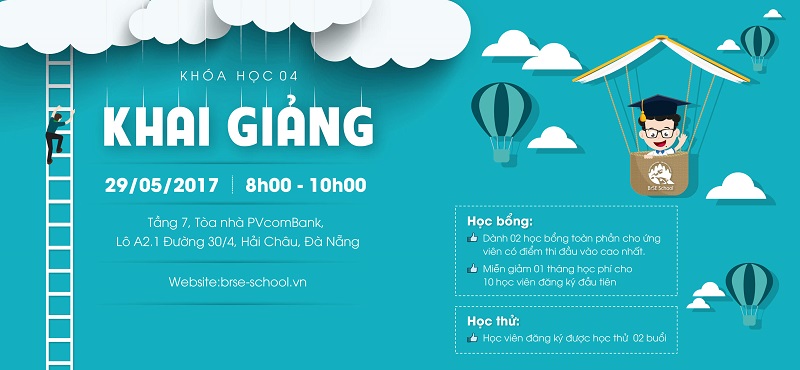 KHÓA HỌC 04
KHAI GIẢNG
29/05/2017 8h00 - 10h00
Tầng 7, Tòa nhà PVcomBank,
Lô A2.1 Đường 30/4, Hải Châu, Đà Nẵng
Website:brse-school.vn
BrSE School
Học bổng:
Dành 02 học bổng toàn phần cho ứng
viên có điểm thi đầu vào cao nhất.
Miễn giảm 01 tháng học phí cho
10 học viên đăng ký đầu tiên
Học thử:
Học viên đăng ký được học thử 02 buổi